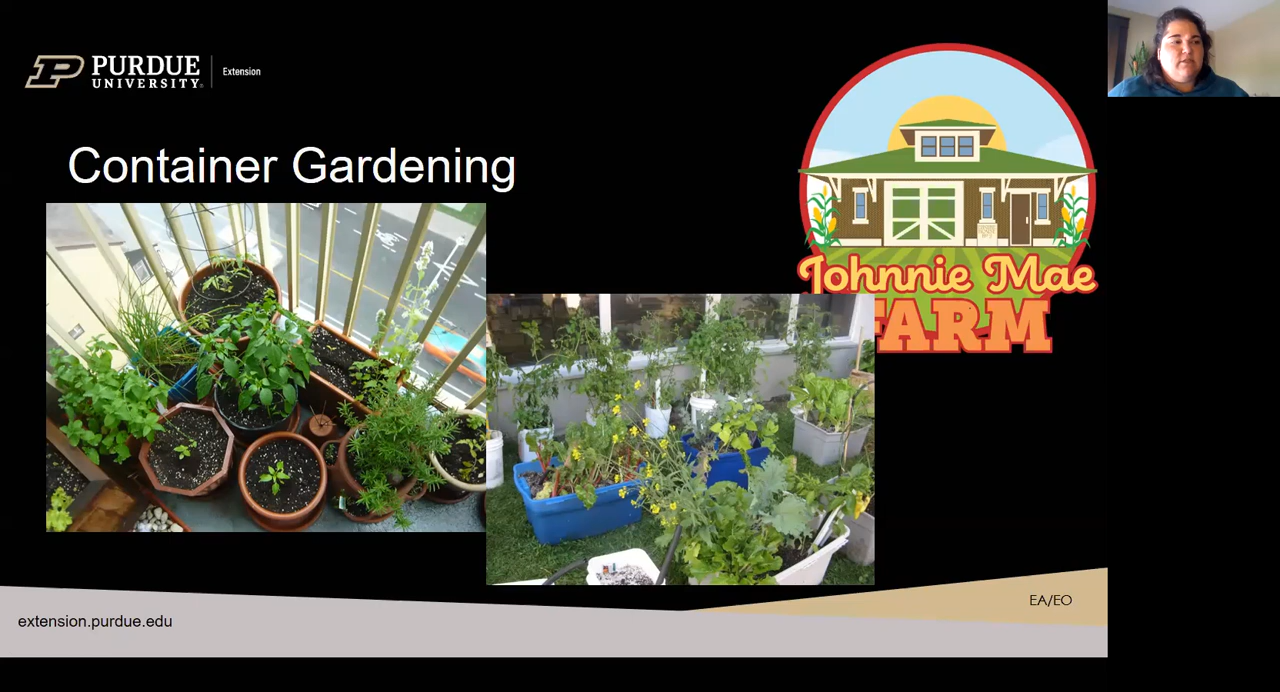 PURDUE
UNIVERSITY®
Extension
Container Gardening
Johnnie Mae
FARM
EA/EO
extension.purdue.edu